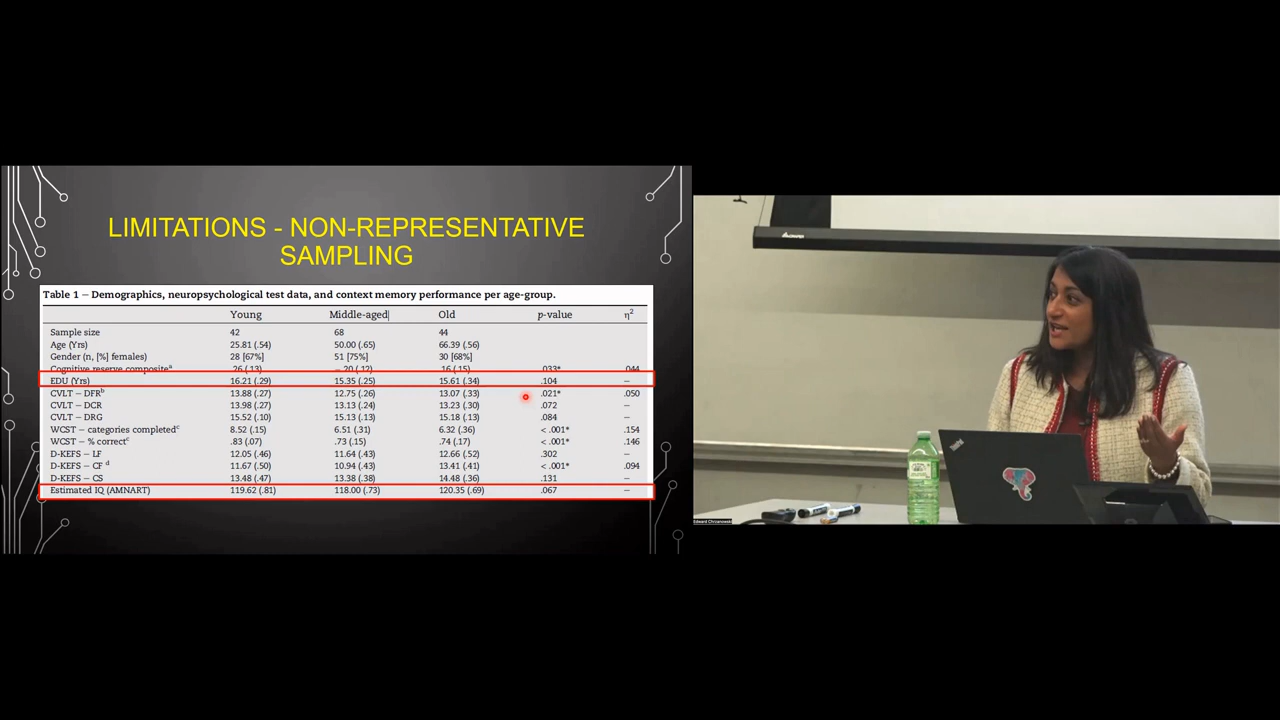 LIMITATIONS - NON-REPRESENTATIVE
SAMPLING
Table 1 – Demographics, neuropsychological test data, and context memory performance per age-group.
Young Middle-aged Old p-value η²
Sample size 42 68 44
Age (Yrs) 25.81 (.54) 50.00 (.65) 66.39 (.56)
Gender (n, [%] females) 28 [67%] 51 [75%] 30 [68%]
Cognitive reserve compositeᵃ .26 (.13) – .20 (.12) .16 (.15) .033* .044
EDU (Yrs) 16.21 (.29) 15.35 (.25) 15.61 (.34) .104 –
CVLT – DFRᵇ 13.88 (.27) 12.75 (.26) 13.07 (.33) .021* .050
CVLT – DCR 13.98 (.27) 13.13 (.24) 13.23 (.30) .072 –
CVLT – DRG 15.52 (.10) 15.13 (.13) 15.18 (.13) .084 –
WCST – categories completedᶜ 8.52 (.15) 6.51 (.31) 6.32 (.36) < .001* .154
WCST – % correctᶜ .83 (.07) .73 (.15) .74 (.17) < .001* .146
D-KEFS – LF 12.05 (.46) 11.64 (.43) 12.66 (.52) .302 –
D-KEFS – CF ᵈ 11.67 (.50) 10.94 (.43) 13.41 (.41) < .001* .094
D-KEFS – CS 13.48 (.47) 13.38 (.38) 14.48 (.36) .131 –
Estimated IQ (AMNART) 119.62 (.81) 118.00 (.73) 120.35 (.69) .067 –
ThinkPad
Edward Chrzanowski